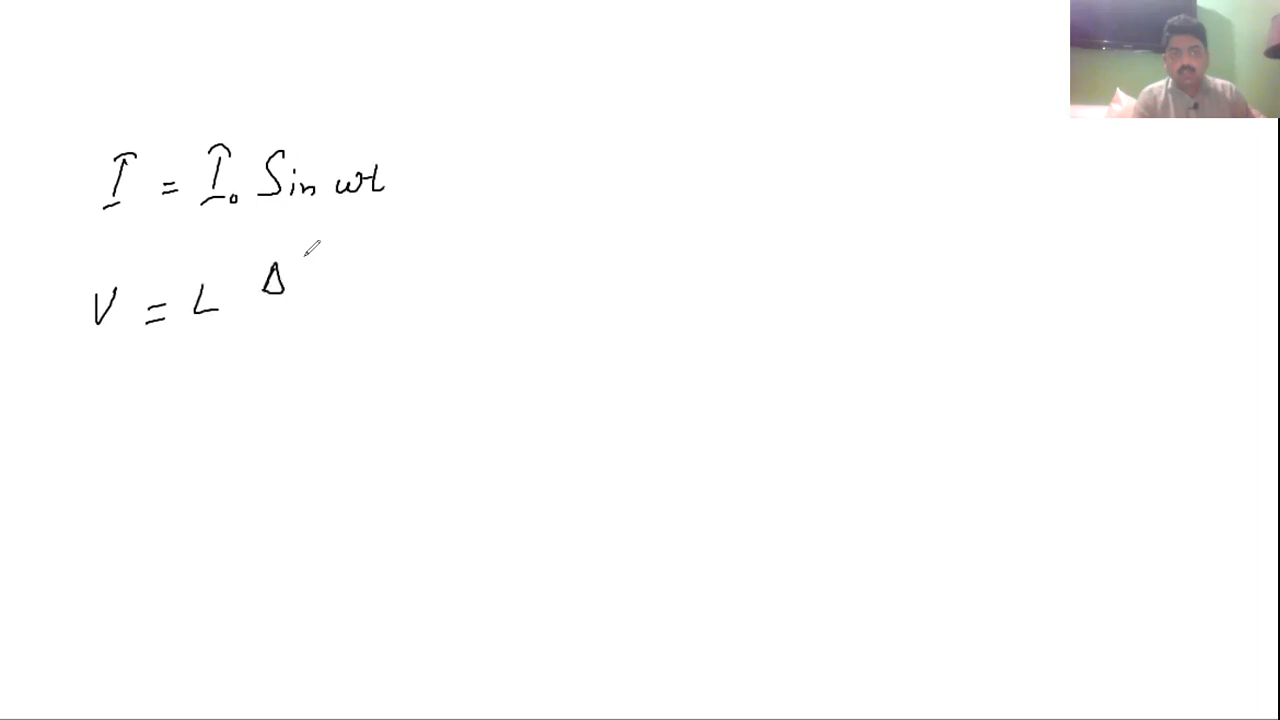 I = I₀ Sin ωt
V = L Δ